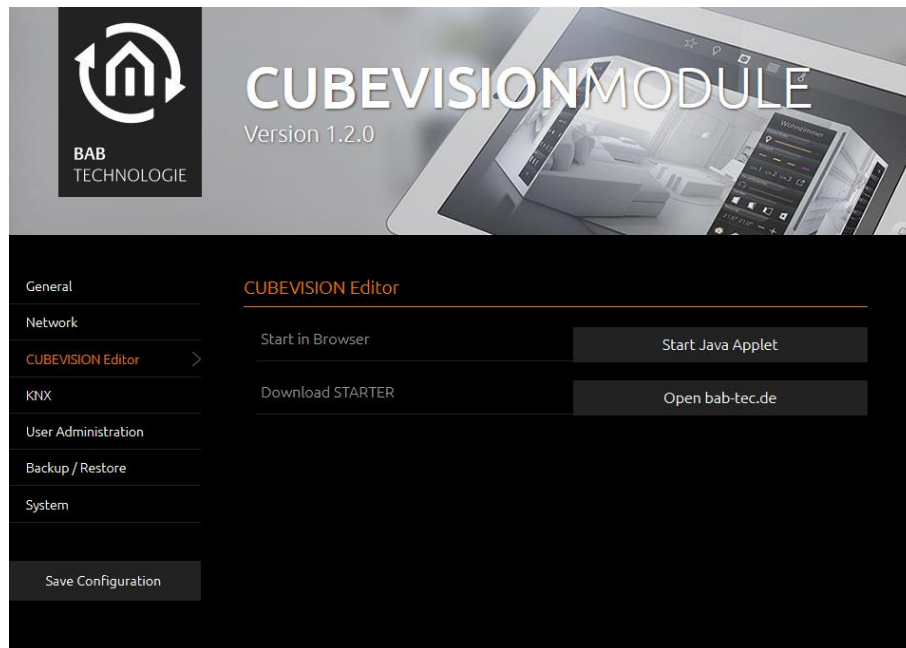 CUBEVISIONMODULE
Version 1.2.0
BAB
TECHNOLOGIE
Wohnzimmer
General
Network
CUBEVISION Editor
KNX
User Administration
Backup / Restore
System
Save Configuration
CUBEVISION Editor
Start in Browser
Start Java Applet
Download STARTER
Open bab-tec.de